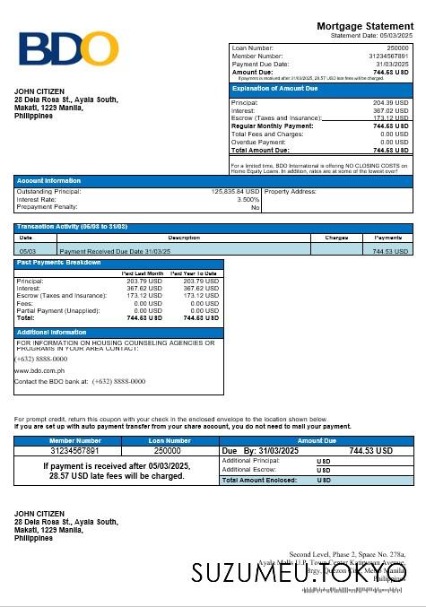 BDO
Mortgage Statement
Statement Date: 05/03/2025
Loan Number: 250000
Member Number: 31234567891
Payment Due Date: 31/03/2025
Amount Due: 744.53 USD
If payment is received after 31/03/2025, 28.57 USD late fees will be charged.
JOHN CITIZEN
28 Dela Rosa St., Ayala South,
Makati, 1229 Manila,
Philippines
Explanation of Amount Due
Principal: 204.39 USD
Interest: 367.02 USD
Escrow (Taxes and Insurance): 173.12 USD
Regular Monthly Payment: 744.53 USD
Total Fees and Charges: 0.00 USD
Overdue Payment 0.00 USD
Total Amount Due: 744.53 USD
For a limited time, BDO International is offering NO CLOSING COSTS on
Home Equity Loans. In addition, rates are at some of the lowest ever!
Account Information
Outstanding Principal: 125,835.84 USD Property Address:
Interest Rate: 3.500%
Prepayment Penalty: No
Transaction Activity (05/03 to 31/03)
Date Description Charges Payments
05/03 Payment Received Due Date 31/03/25 744.53 USD
Past Payments Breakdown
Paid Last Month Paid Year To Date
Principal: 203.79 USD 203.79 USD
Interest: 367.62 USD 367.62 USD
Escrow (Taxes and Insurance): 173.12 USD 173.12 USD
Fees: 0.00 USD 0.00 USD
Partial Payment (Unapplied): 0.00 USD 0.00 USD
Total: 744.53 USD 744.53 USD
Additional Information
FOR INFORMATION ON HOUSING COUNSELING AGENCIES OR
PROGRAMS IN YOUR AREA CONTACT:
(+632) 8888-0000
www.bdo.com.ph
Contact the BDO bank at: (+632) 8888-0000
For prompt credit, return this coupon with your check in the enclosed envelope to the location shown below.
If you are set up with auto payment from your share account, you do not need to mail your payment.
Member Number Loan Number Amount Due
31234567891 250000 Due By: 31/03/2025 744.53 USD
If payment is received after 05/03/2025,
28.57 USD late fees will be charged.
Additional Principal: USD
Additional Escrow: USD
Total Amount Enclosed: USD
JOHN CITIZEN
28 Dela Rosa St., Ayala South,
Makati, 1229 Manila,
Philippines
Second Level, Phase 2, Space No. 278a,
Ayala Malls U.P. Town Center, Katipunan Avenue,
Brgy. Quezon City, Metro Manila
Philippines
SUZUMEU.TOKYO